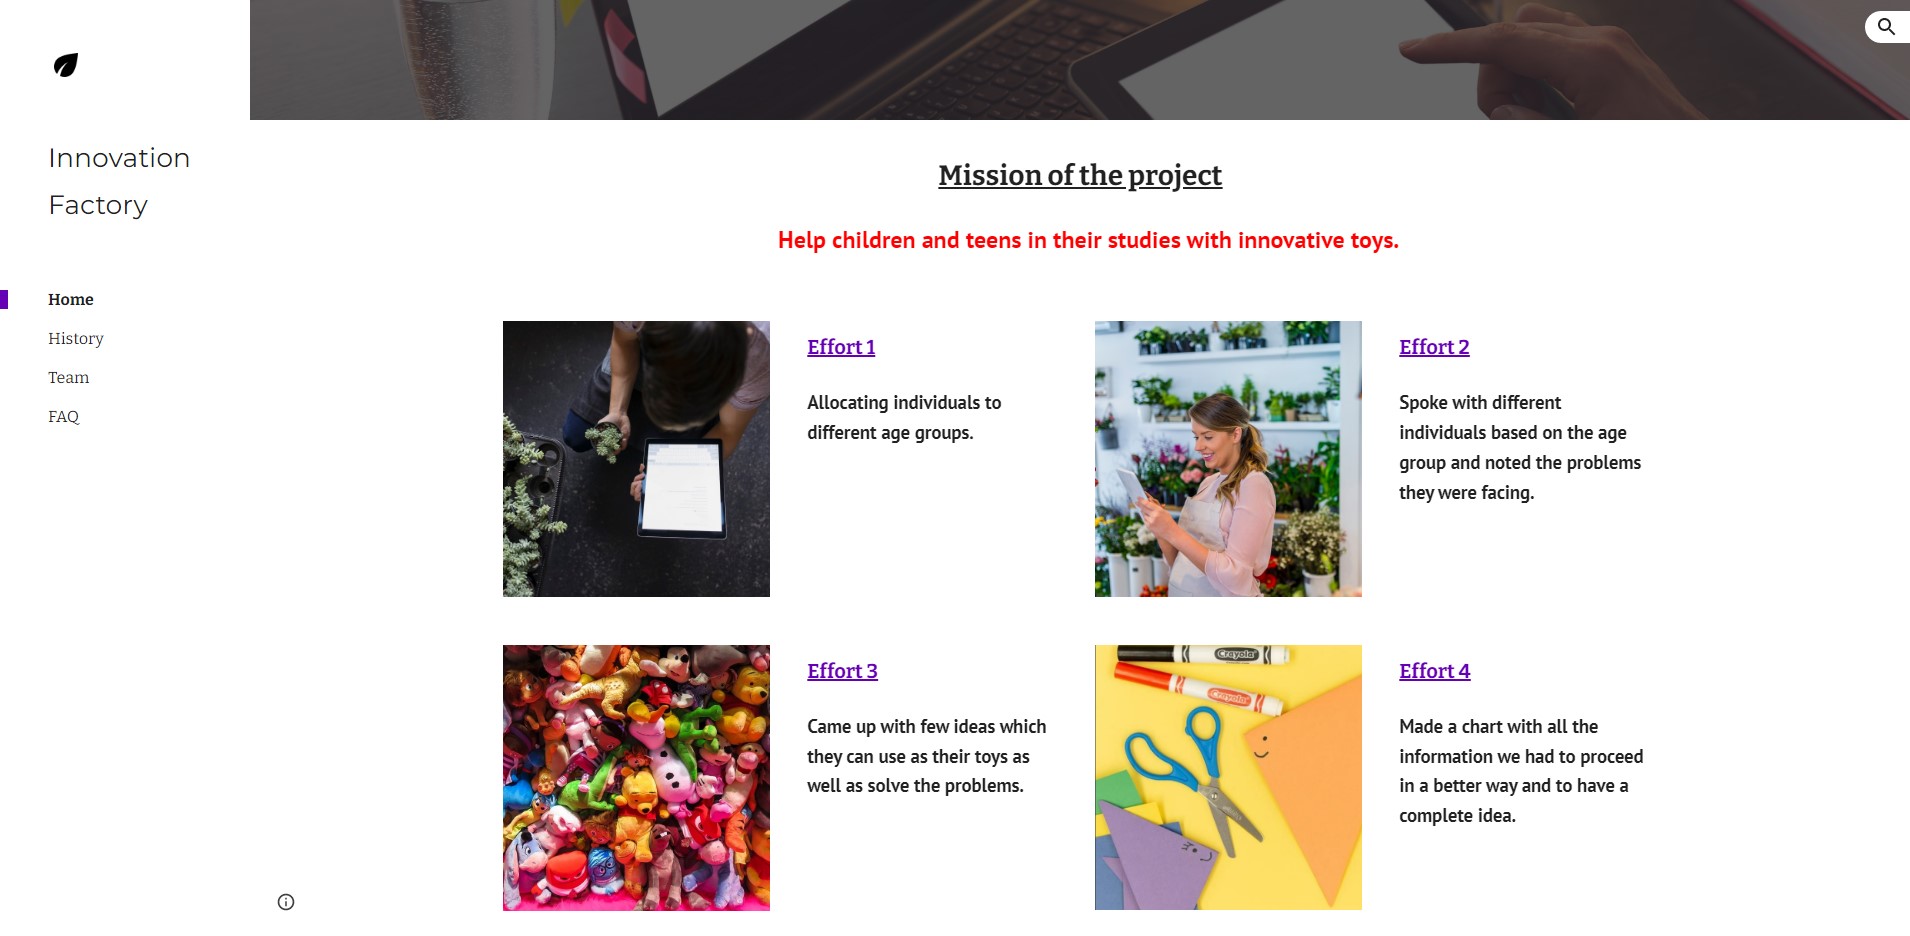 Innovation
Factory
Home
History
Team
FAQ
Mission of the project
Help children and teens in their studies with innovative toys.
Effort 1
Allocating individuals to
different age groups.
Effort 2
Spoke with different
individuals based on the age
group and noted the problems
they were facing.
Effort 3
Came up with few ideas which
they can use as their toys as
well as solve the problems.
Crayola
Crayola
Effort 4
Made a chart with all the
information we had to proceed
in a better way and to have a
complete idea.